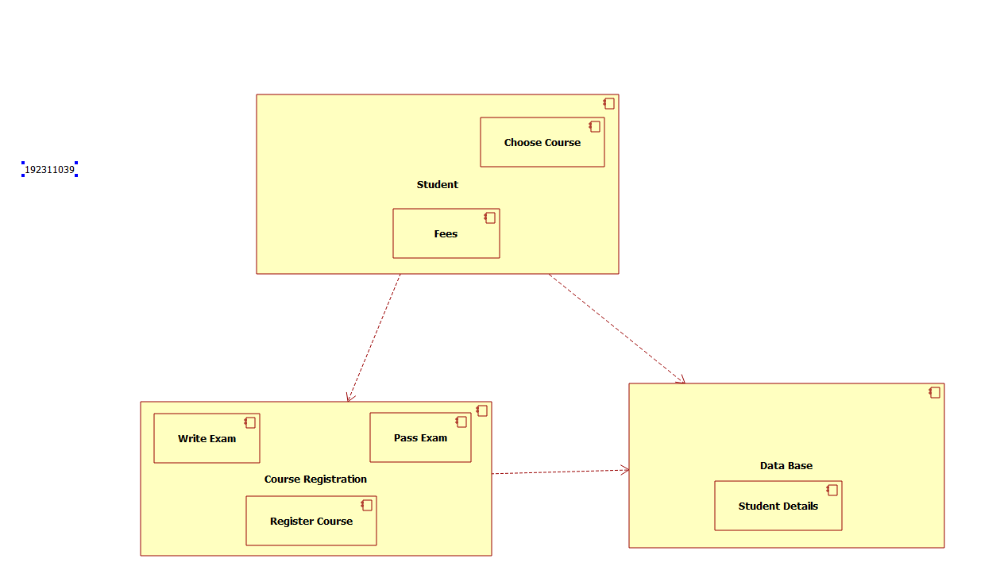 Choose Course
192311039
Student
Fees
Write Exam
Pass Exam
Course Registration
Register Course
Data Base
Student Details